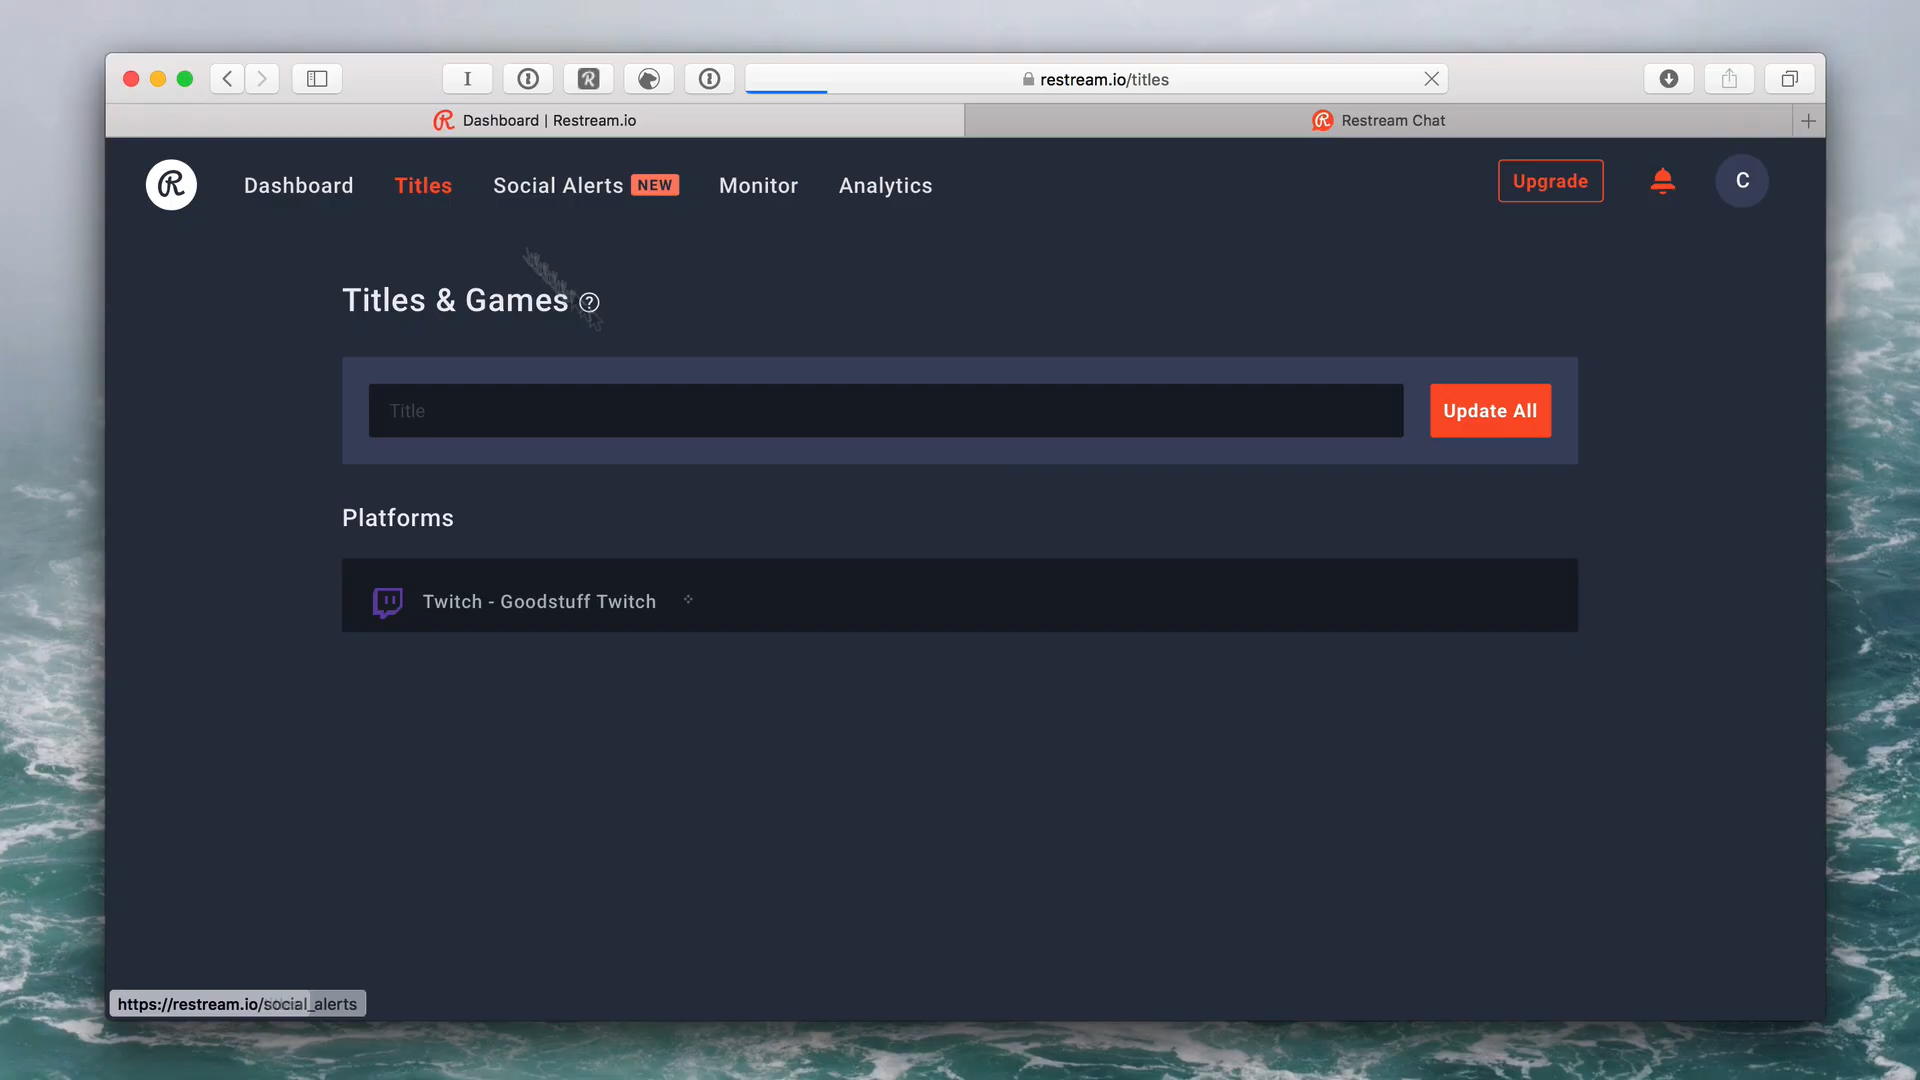 restream.io/titles
Dashboard | Restream.io
Restream Chat
Dashboard
Titles
Social Alerts NEW
Monitor
Analytics
Upgrade
C
Titles & Games
Title
Update All
Platforms
Twitch - Goodstuff Twitch
https://restream.io/social_alerts